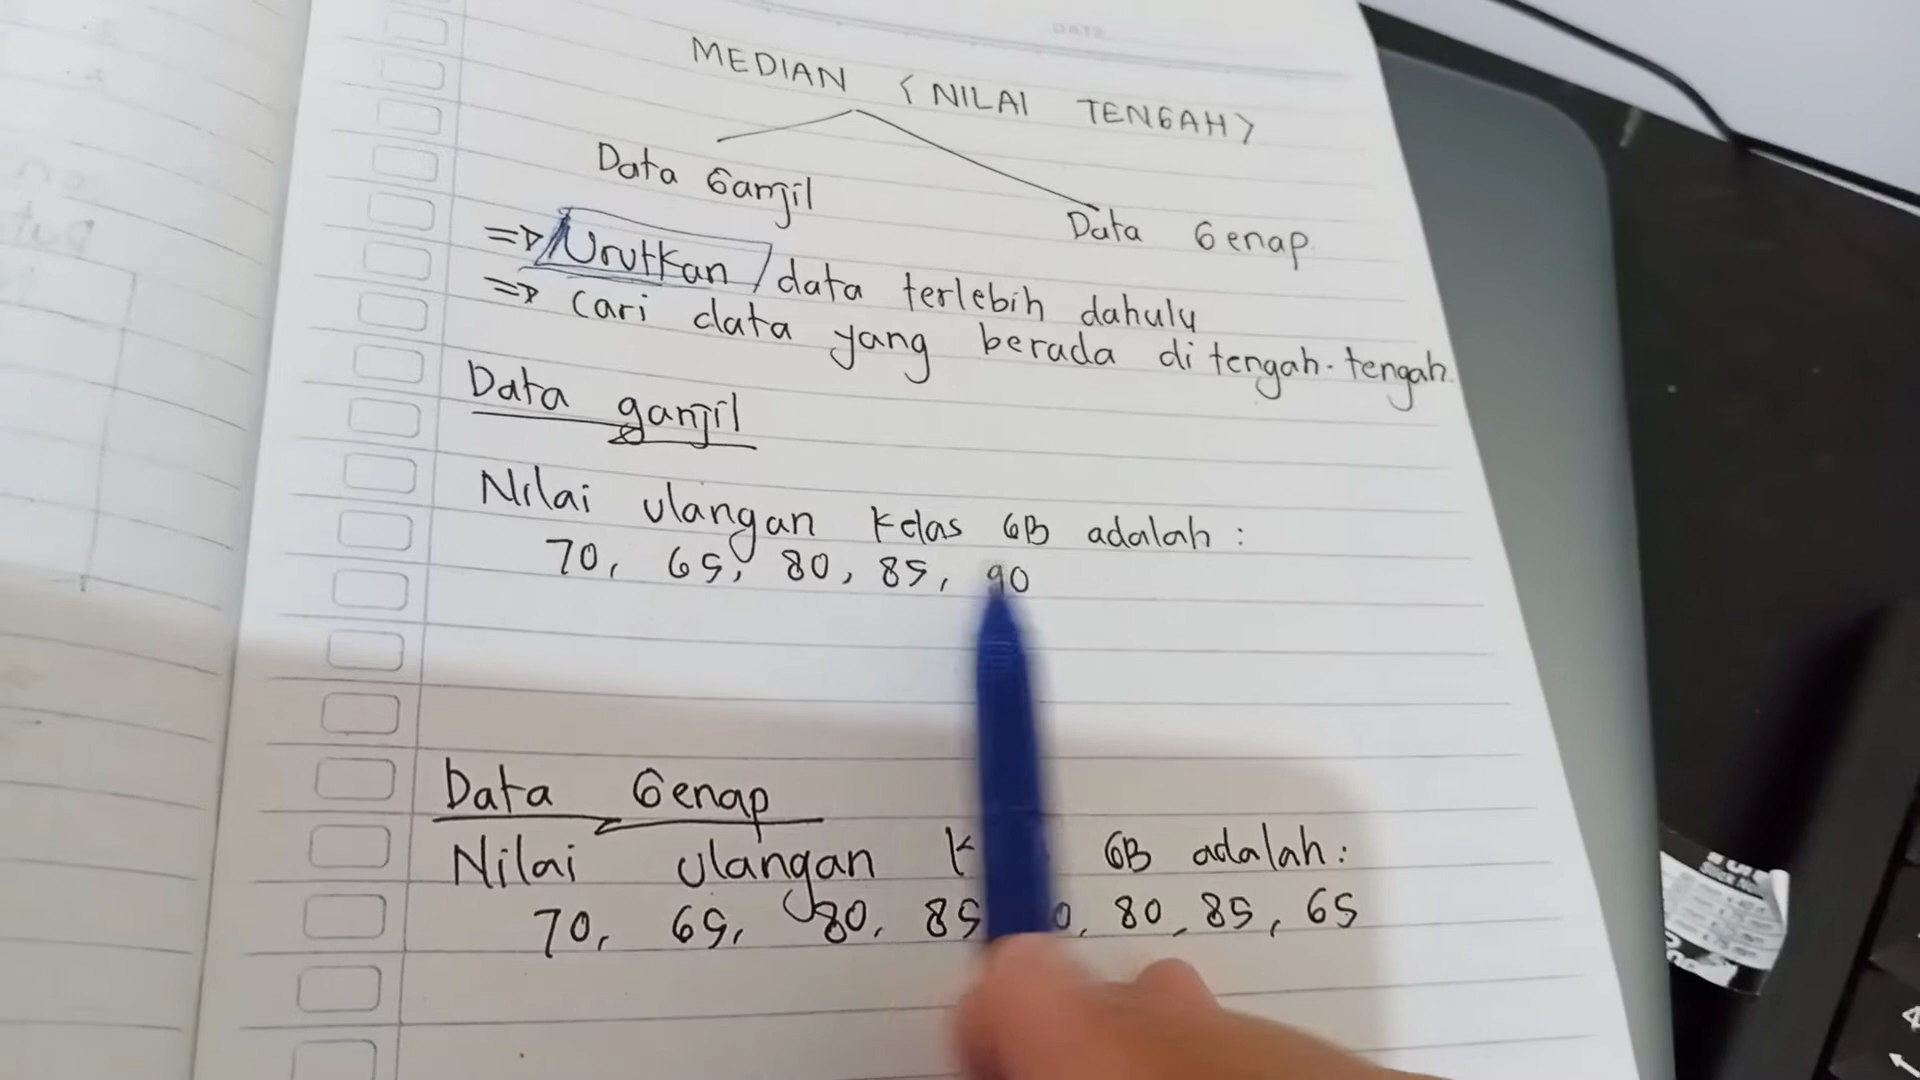 DATE
MEDIAN <NILAI TENGAH>
Data Ganjil
Data Genap
=> Urutkan data terlebih dahulu
=> cari data yang berada di tengah-tengah.
Data ganjil
Nilai ulangan Kelas 6B adalah:
70, 65, 80, 85, 90
Data Genap
Nilai ulangan K 6B adalah:
70, 65, 80, 85 0, 80, 85, 65